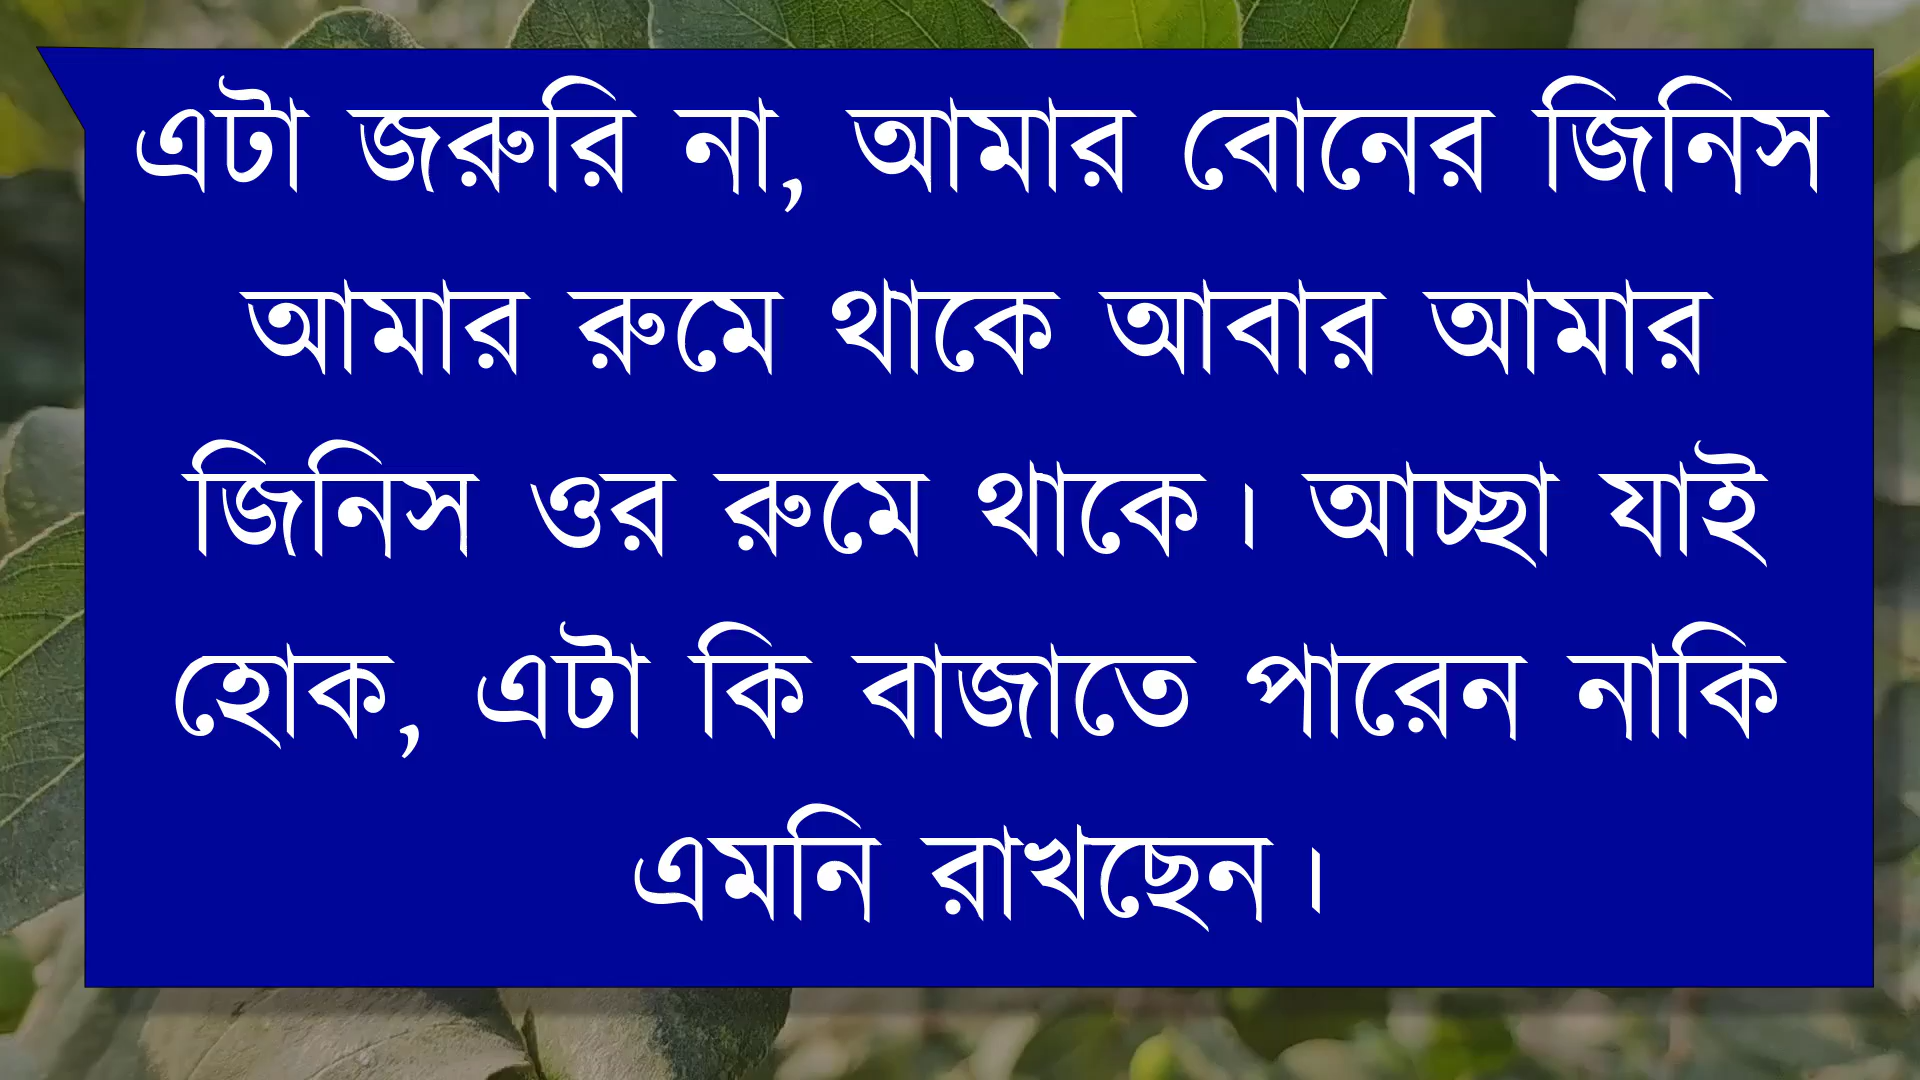 এটা জরুরি না, আমার বোনের জিনিস
আমার রুমে থাকে আবার আমার
জিনিস ওর রুমে থাকে। আচ্ছা যাই
হোক, এটা কি বাজাতে পারেন নাকি
এমনি রাখছেন।